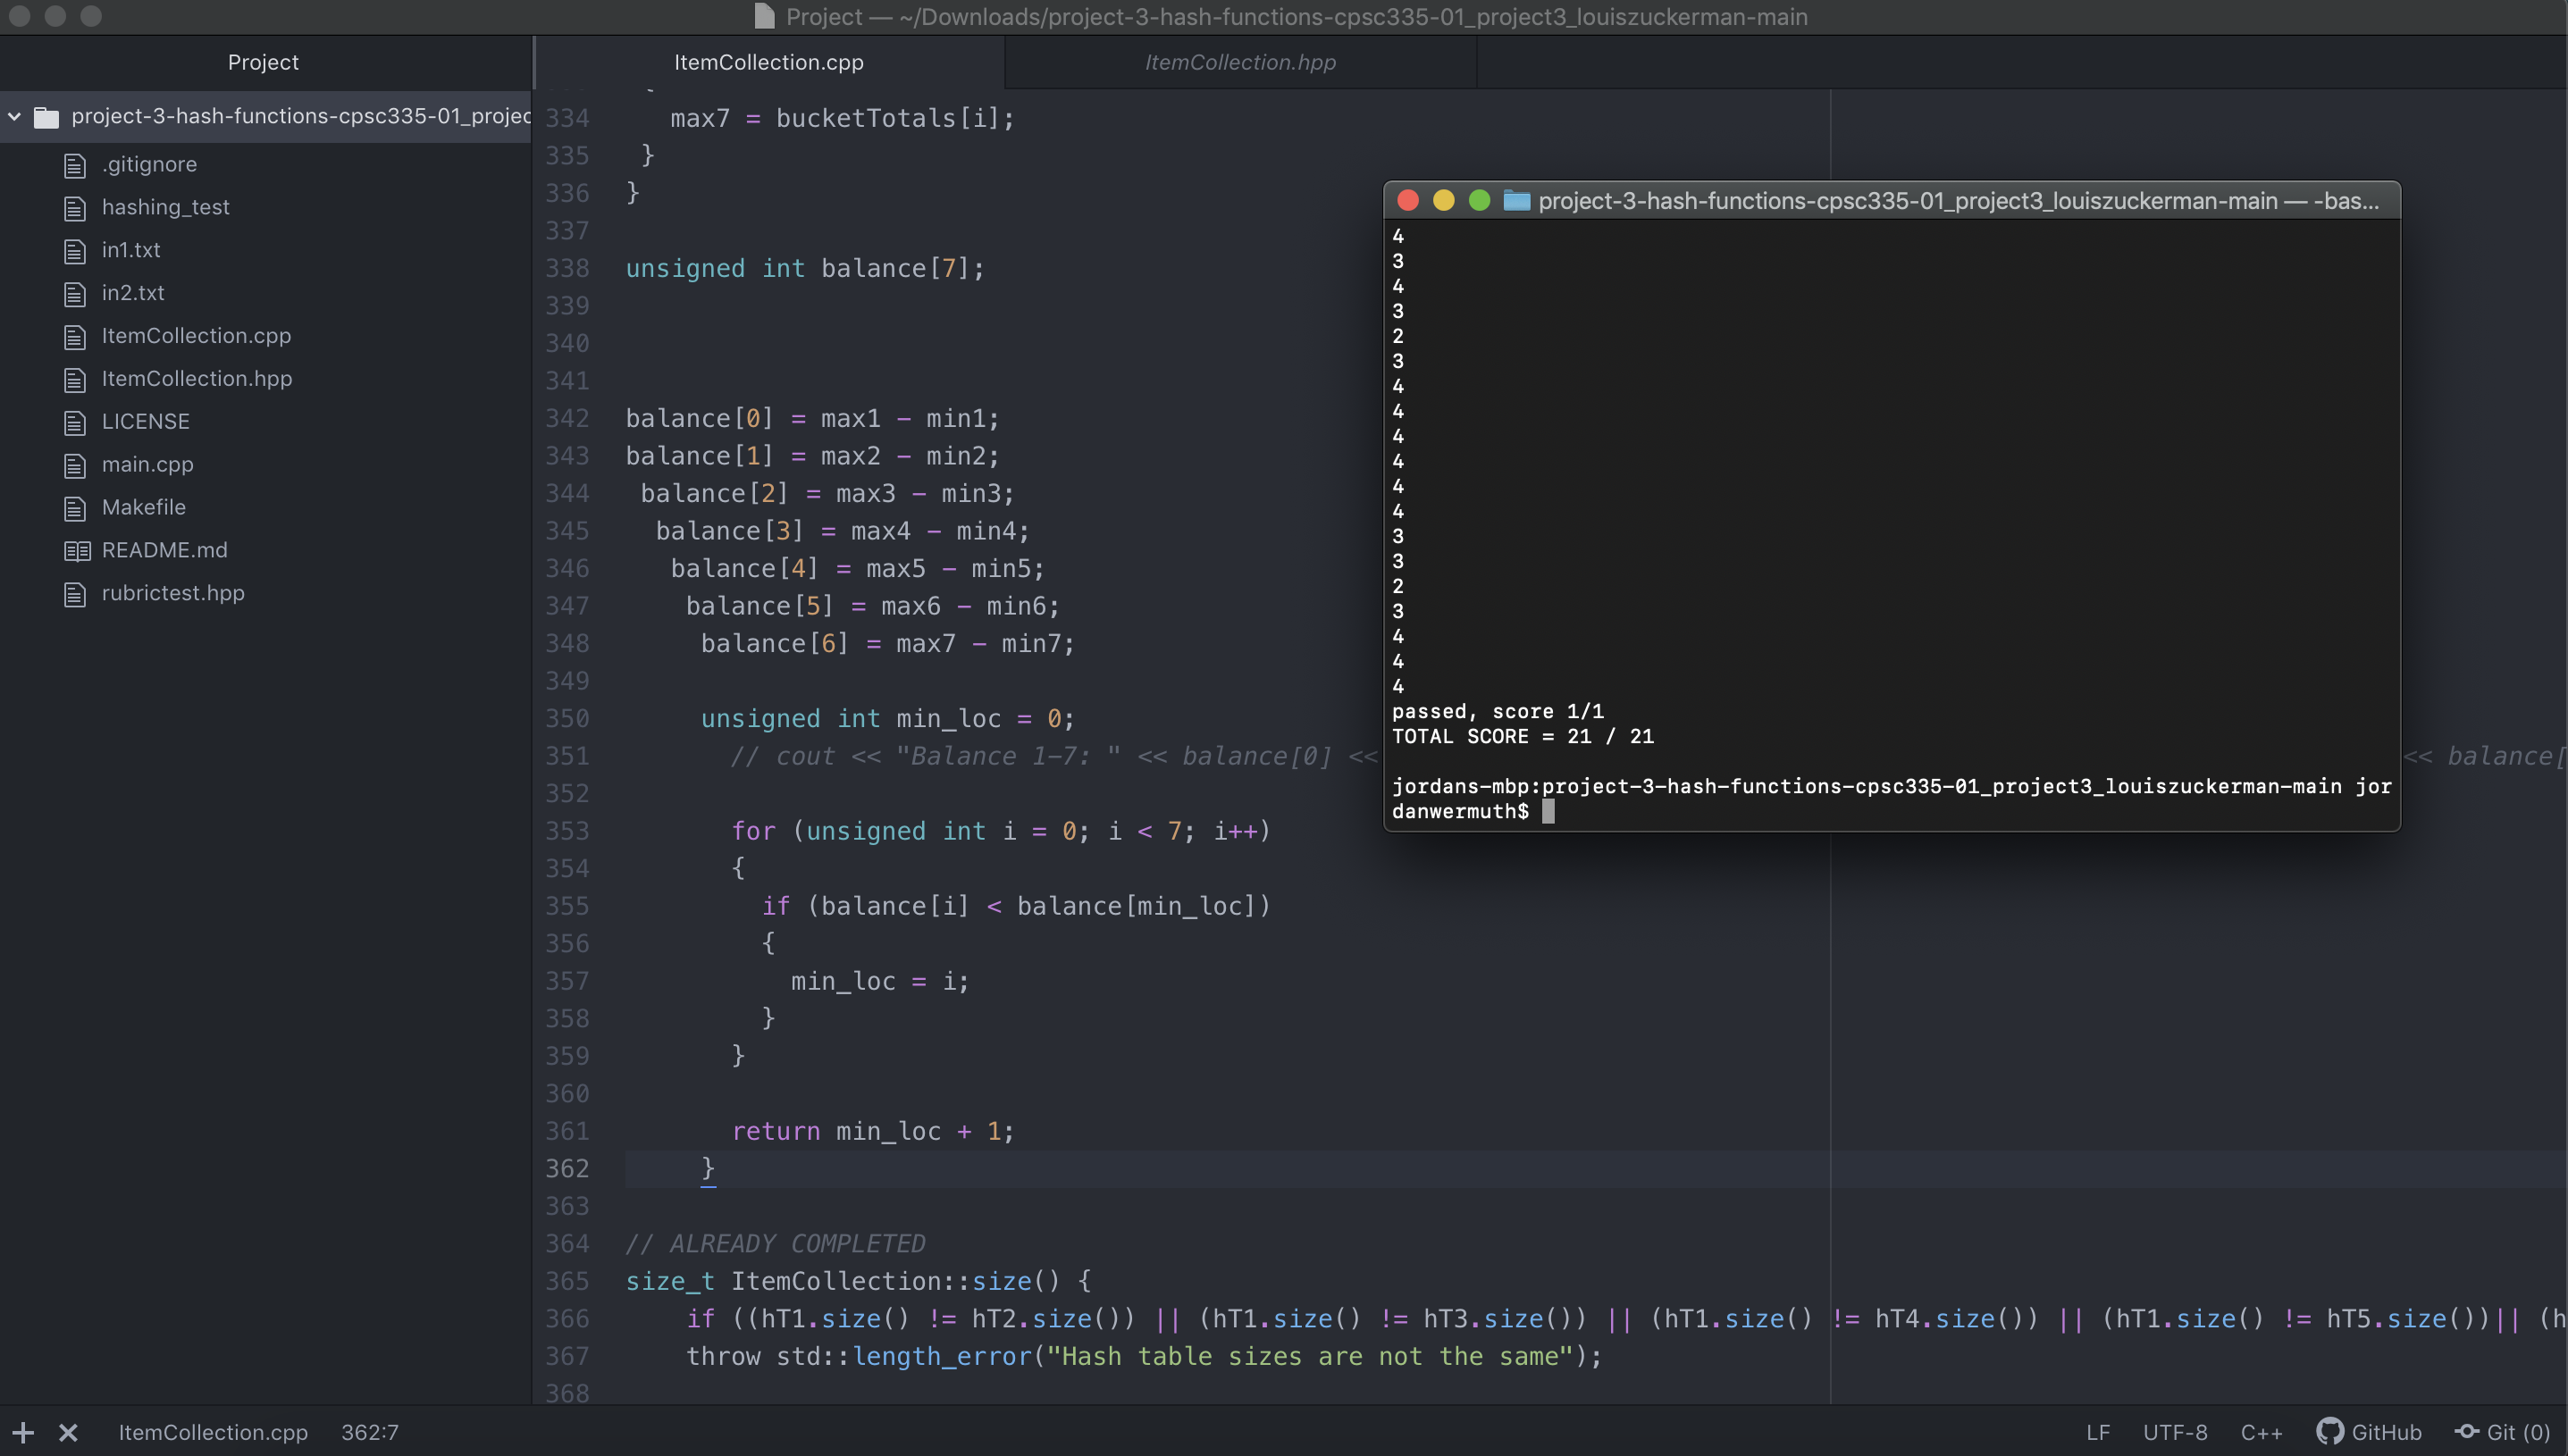 Project — ~/Downloads/project-3-hash-functions-cpsc335-01_project3_louiszuckerman-main
Project
project-3-hash-functions-cpsc335-01_projec
.gitignore
hashing_test
in1.txt
in2.txt
ItemCollection.cpp
ItemCollection.hpp
LICENSE
main.cpp
Makefile
README.md
rubrictest.hpp
ItemCollection.cpp
ItemCollection.hpp
334 max7 = bucketTotals[i];
335 }
336 }
337
338 unsigned int balance[7];
339
340
341
342 balance[0] = max1 - min1;
343 balance[1] = max2 - min2;
344 balance[2] = max3 - min3;
345 balance[3] = max4 - min4;
346 balance[4] = max5 - min5;
347 balance[5] = max6 - min6;
348 balance[6] = max7 - min7;
349
350 unsigned int min_loc = 0;
351 // cout << "Balance 1-7: " << balance[0] << << balance[
352
353 for (unsigned int i = 0; i < 7; i++)
354 {
355 if (balance[i] < balance[min_loc])
356 {
357 min_loc = i;
358 }
359 }
360
361 return min_loc + 1;
362 }
363
364 // ALREADY COMPLETED
365 size_t ItemCollection::size() {
366 if ((hT1.size() != hT2.size()) || (hT1.size() != hT3.size()) || (hT1.size() != hT4.size()) || (hT1.size() != hT5.size())|| (h
367 throw std::length_error("Hash table sizes are not the same");
368
project-3-hash-functions-cpsc335-01_project3_louiszuckerman-main — -bas...
4
3
4
3
2
3
4
4
4
4
4
4
3
3
2
3
4
4
4
passed, score 1/1
TOTAL SCORE = 21 / 21
jordans-mbp:project-3-hash-functions-cpsc335-01_project3_louiszuckerman-main jor
danwermuth$
ItemCollection.cpp 362:7
LF UTF-8 C++ GitHub Git (0)